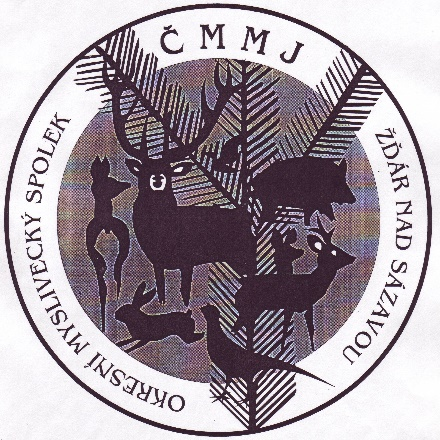 ČMMJ
OKRESNÍ MYSLIVECKÝ SPOLEK
ŽĎÁR NAD SÁZAVOU